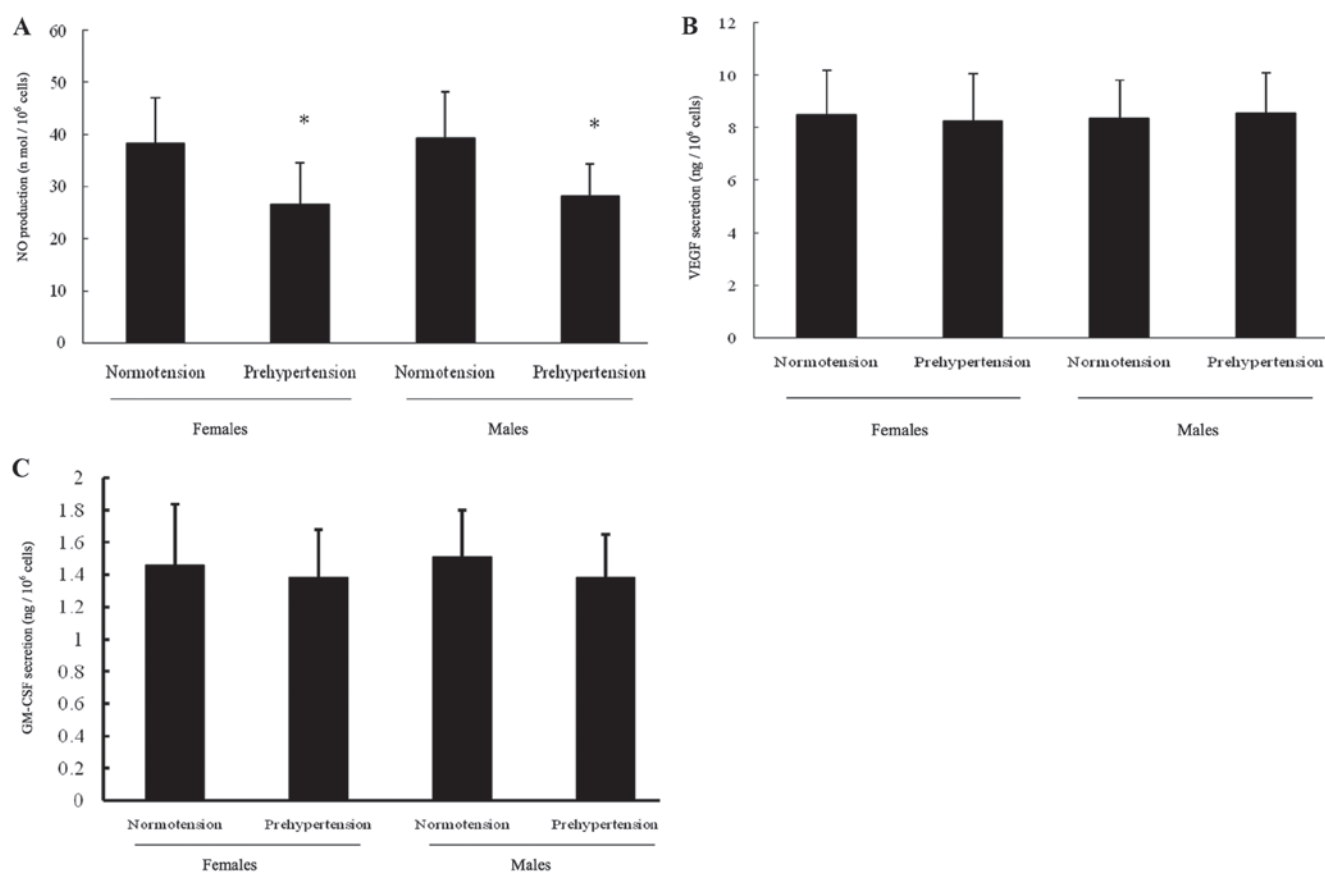 A
NO production (n mol / 10⁶ cells)
60
50
40
30
20
10
0
*
*
Normotension Prehypertension Normotension Prehypertension
Females Males
B
VEGF secretion (ng / 10⁶ cells)
12
10
8
6
4
2
0
Normotension Prehypertension Normotension Prehypertension
Females Males
C
GM-CSF secretion (ng / 10⁶ cells)
2
1.8
1.6
1.4
1.2
1
0.8
0.6
0.4
0.2
0
Normotension Prehypertension Normotension Prehypertension
Females Males